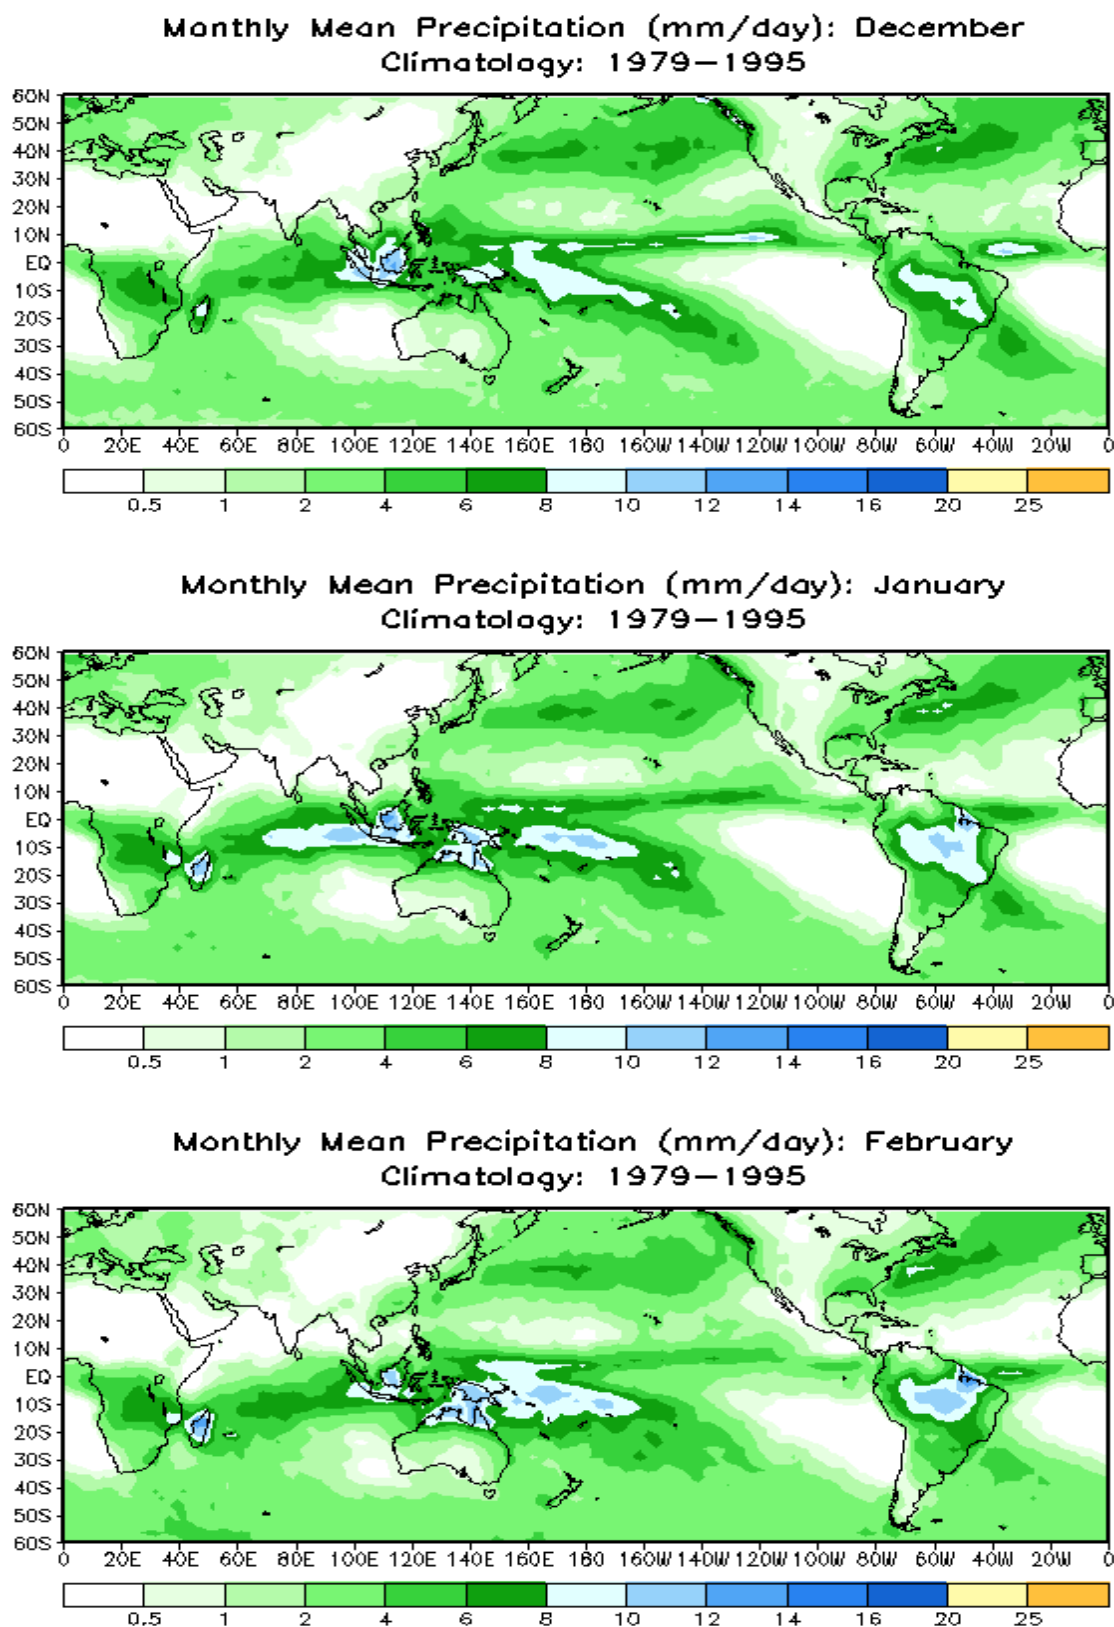 Monthly Mean Precipitation (mm/day): December
Climatology: 1979−1995
60N
50N
40N
30N
20N
10N
EQ
10S
20S
30S
40S
50S
60S
0 20E 40E 60E 80E 100E 120E 140E 160E 180 160W 140W 120W 100W 80W 60W 40W 20W 0
0.5 1 2 4 6 8 10 12 14 16 20 25
Monthly Mean Precipitation (mm/day): January
Climatology: 1979−1995
60N
50N
40N
30N
20N
10N
EQ
10S
20S
30S
40S
50S
60S
0 20E 40E 60E 80E 100E 120E 140E 160E 180 160W 140W 120W 100W 80W 60W 40W 20W 0
0.5 1 2 4 6 8 10 12 14 16 20 25
Monthly Mean Precipitation (mm/day): February
Climatology: 1979−1995
60N
50N
40N
30N
20N
10N
EQ
10S
20S
30S
40S
50S
60S
0 20E 40E 60E 80E 100E 120E 140E 160E 180 160W 140W 120W 100W 80W 60W 40W 20W 0
0.5 1 2 4 6 8 10 12 14 16 20 25